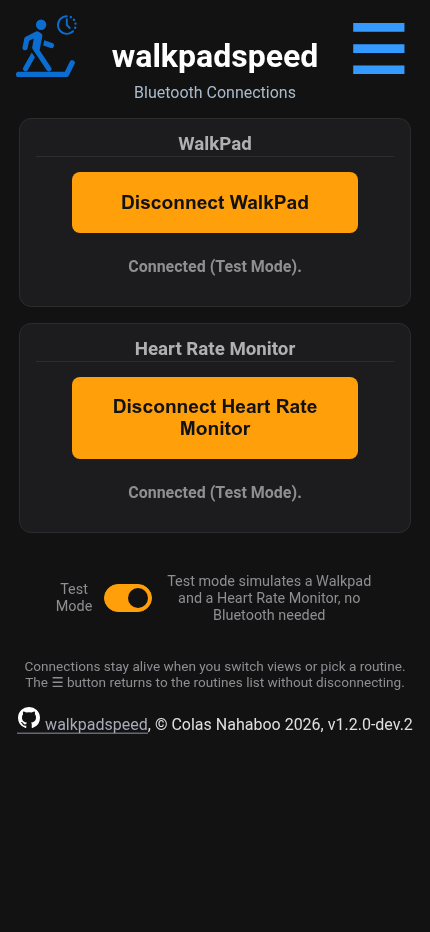 walkpadspeed
Bluetooth Connections
WalkPad
Disconnect WalkPad
Connected (Test Mode).
Heart Rate Monitor
Disconnect Heart Rate
Monitor
Connected (Test Mode).
Test
Mode
Test mode simulates a Walkpad
and a Heart Rate Monitor, no
Bluetooth needed
Connections stay alive when you switch views or pick a routine.
The ☰ button returns to the routines list without disconnecting.
walkpadspeed, © Colas Nahaboo 2026, v1.2.0-dev.2